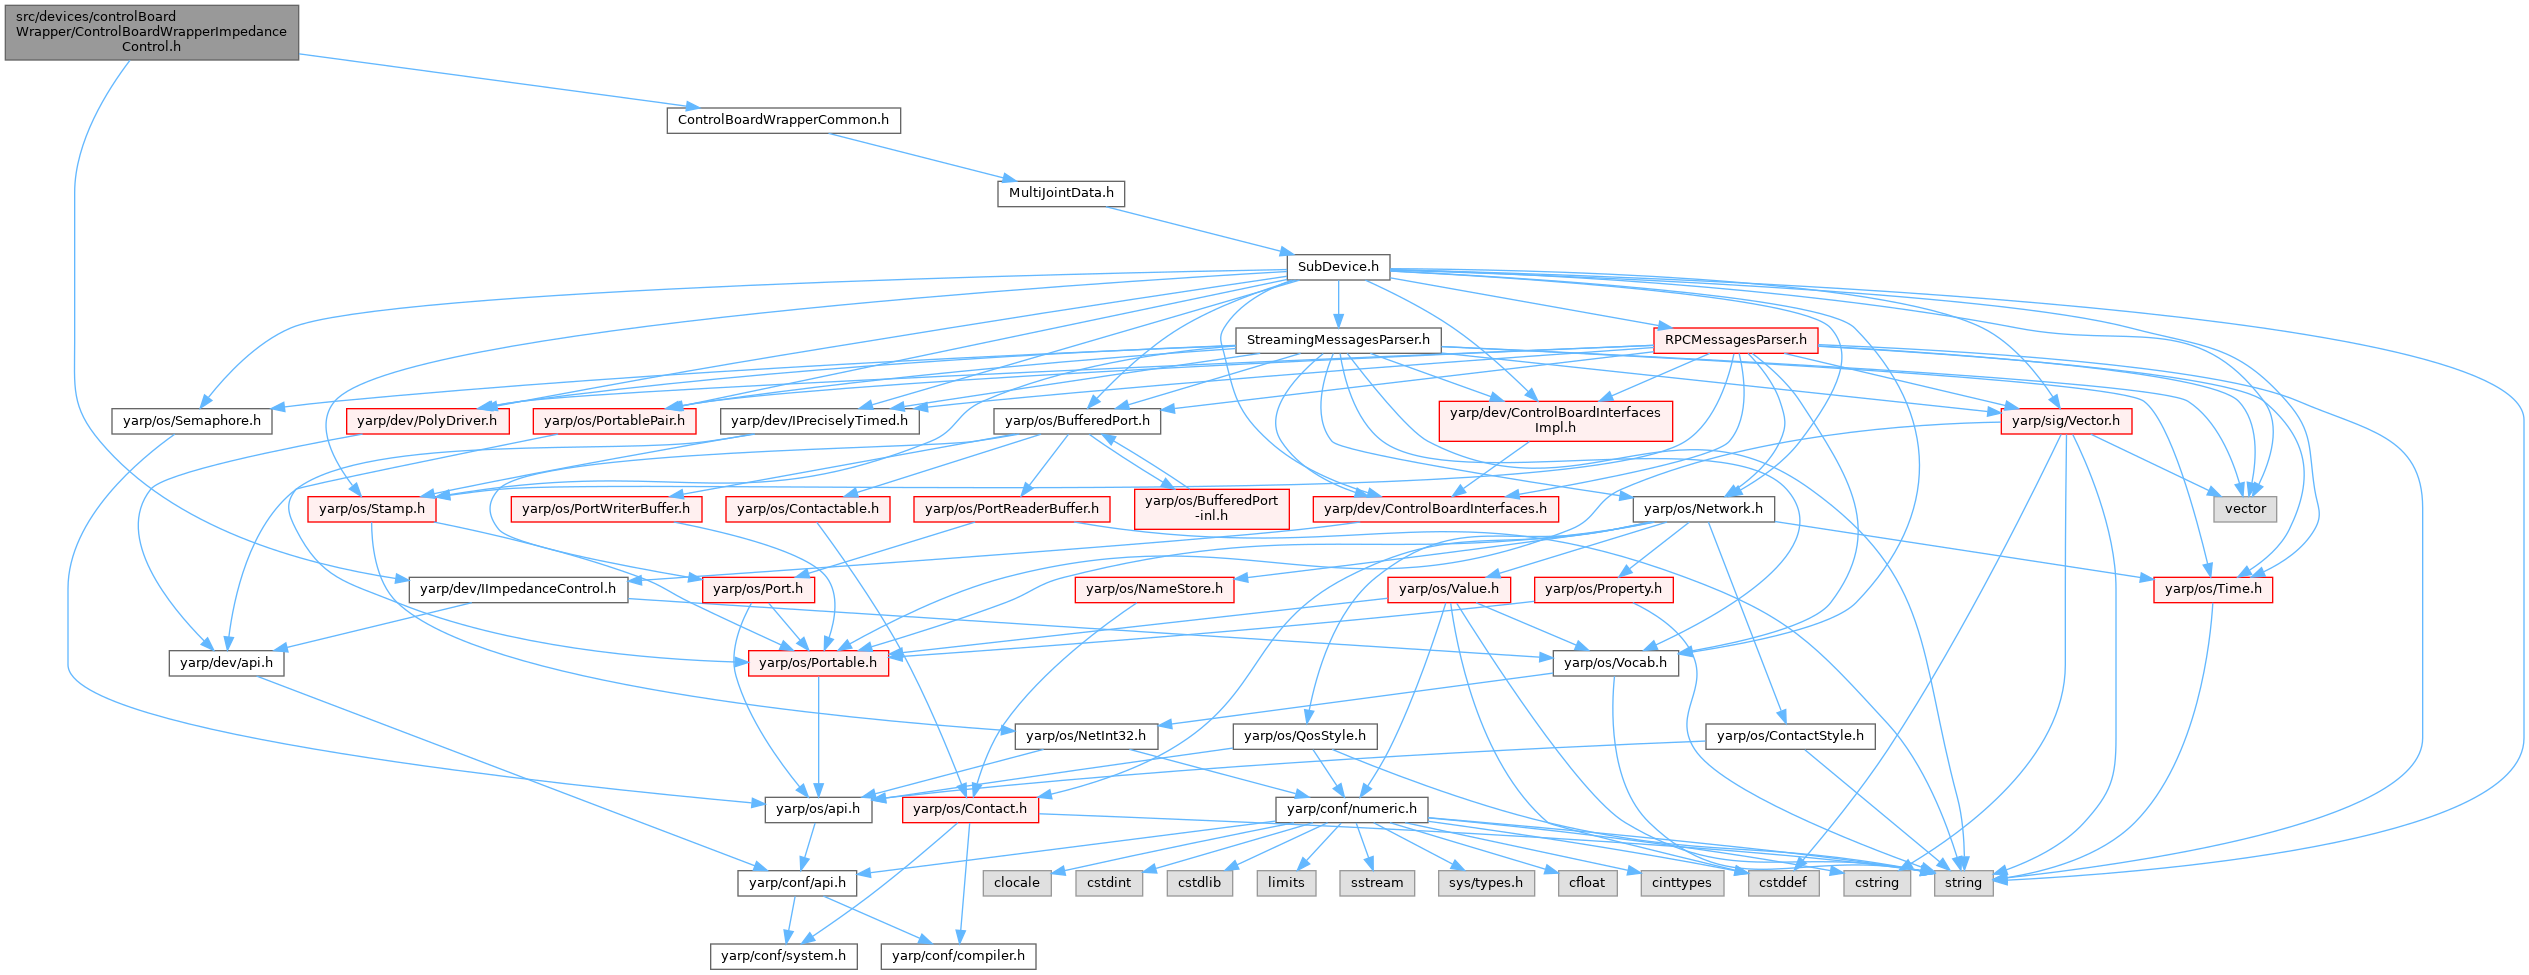 src/devices/controlBoard
Wrapper/ControlBoardWrapperImpedance
Control.h
ControlBoardWrapperCommon.h
MultiJointData.h
SubDevice.h
StreamingMessagesParser.h
RPCMessagesParser.h
yarp/os/Semaphore.h
yarp/dev/PolyDriver.h
yarp/os/PortablePair.h
yarp/dev/IPreciselyTimed.h
yarp/os/BufferedPort.h
yarp/dev/ControlBoardInterfaces
Impl.h
yarp/sig/Vector.h
yarp/os/Stamp.h
yarp/os/PortWriterBuffer.h
yarp/os/Contactable.h
yarp/os/PortReaderBuffer.h
yarp/os/BufferedPort
-inl.h
yarp/dev/ControlBoardInterfaces.h
yarp/os/Network.h
vector
yarp/dev/IImpedanceControl.h
yarp/os/Port.h
yarp/os/NameStore.h
yarp/os/Value.h
yarp/os/Property.h
yarp/os/Time.h
yarp/dev/api.h
yarp/os/Portable.h
yarp/os/Vocab.h
yarp/os/NetInt32.h
yarp/os/QosStyle.h
yarp/os/ContactStyle.h
yarp/os/api.h
yarp/os/Contact.h
yarp/conf/numeric.h
yarp/conf/api.h
clocale
cstdint
cstdlib
limits
sstream
sys/types.h
cfloat
cinttypes
cstddef
cstring
string
yarp/conf/system.h
yarp/conf/compiler.h